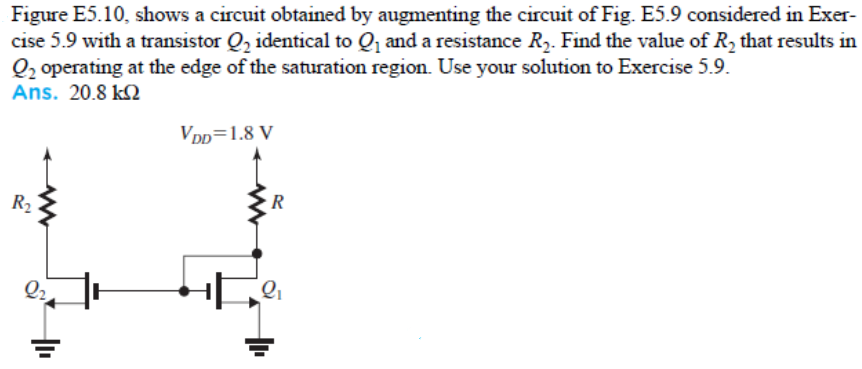 Figure E5.10, shows a circuit obtained by augmenting the circuit of Fig. E5.9 considered in Exer-
cise 5.9 with a transistor Q₂ identical to Q₁ and a resistance R₂. Find the value of R₂ that results in
Q₂ operating at the edge of the saturation region. Use your solution to Exercise 5.9.
Ans. 20.8 kΩ
V_DD=1.8 V
R₂
R
Q₂
Q₁